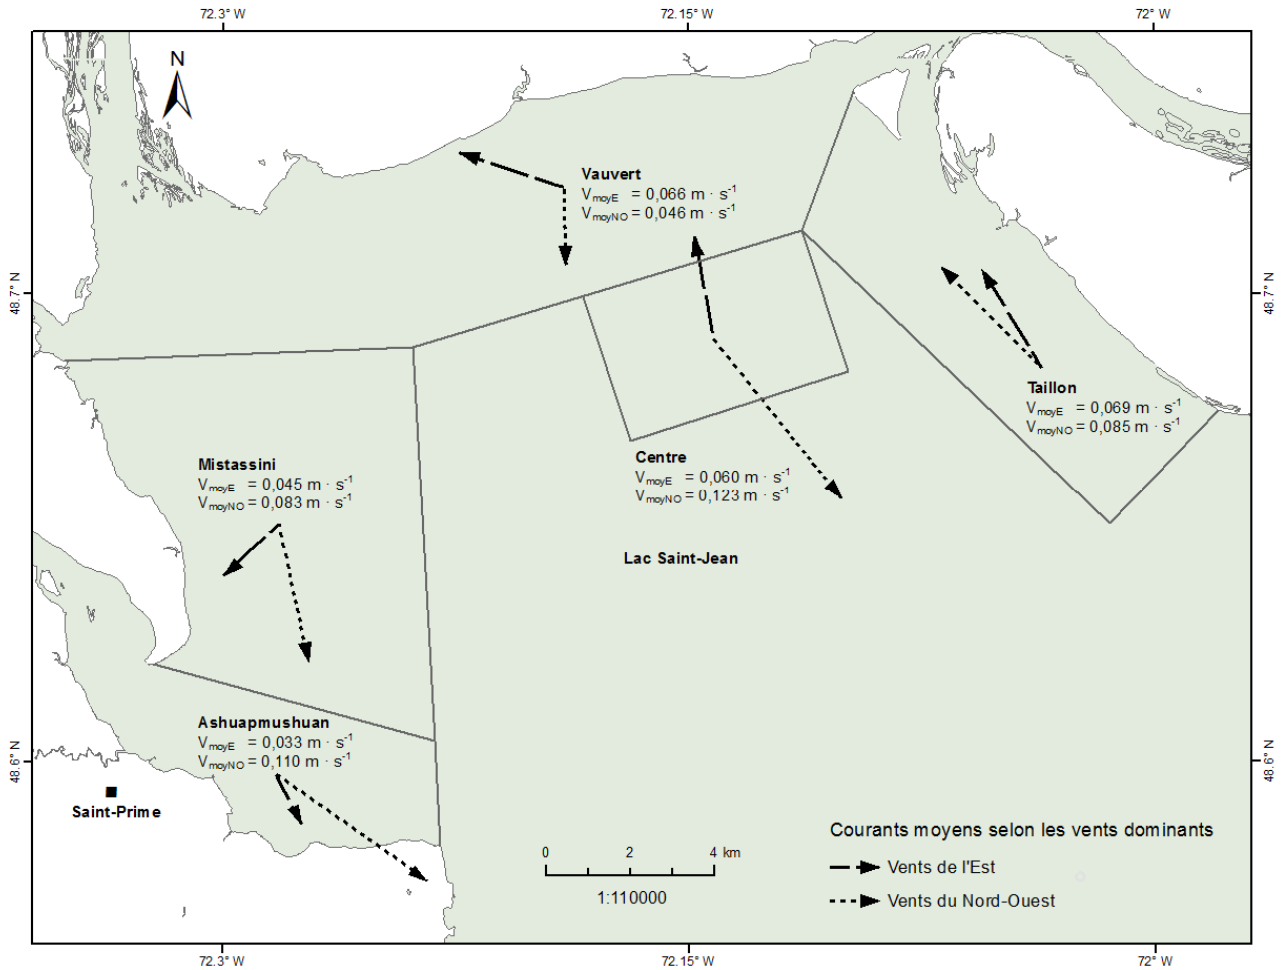 72.3° W 72.15° W 72° W
N
Vauvert
VmoyE = 0,066 m · s-1
VmoyNO = 0,046 m · s-1
48.7° N 48.7° N
Taillon
VmoyE = 0,069 m · s-1
VmoyNO = 0,085 m · s-1
Centre
VmoyE = 0,060 m · s-1
VmoyNO = 0,123 m · s-1
Mistassini
VmoyE = 0,045 m · s-1
VmoyNO = 0,083 m · s-1
Lac Saint-Jean
Ashuapmushuan
VmoyE = 0,033 m · s-1
VmoyNO = 0,110 m · s-1
48.6° N 48.6° N
Saint-Prime
Courants moyens selon les vents dominants
Vents de l'Est
Vents du Nord-Ouest
0 2 4 km
1:110000
72.3° W 72.15° W 72° W